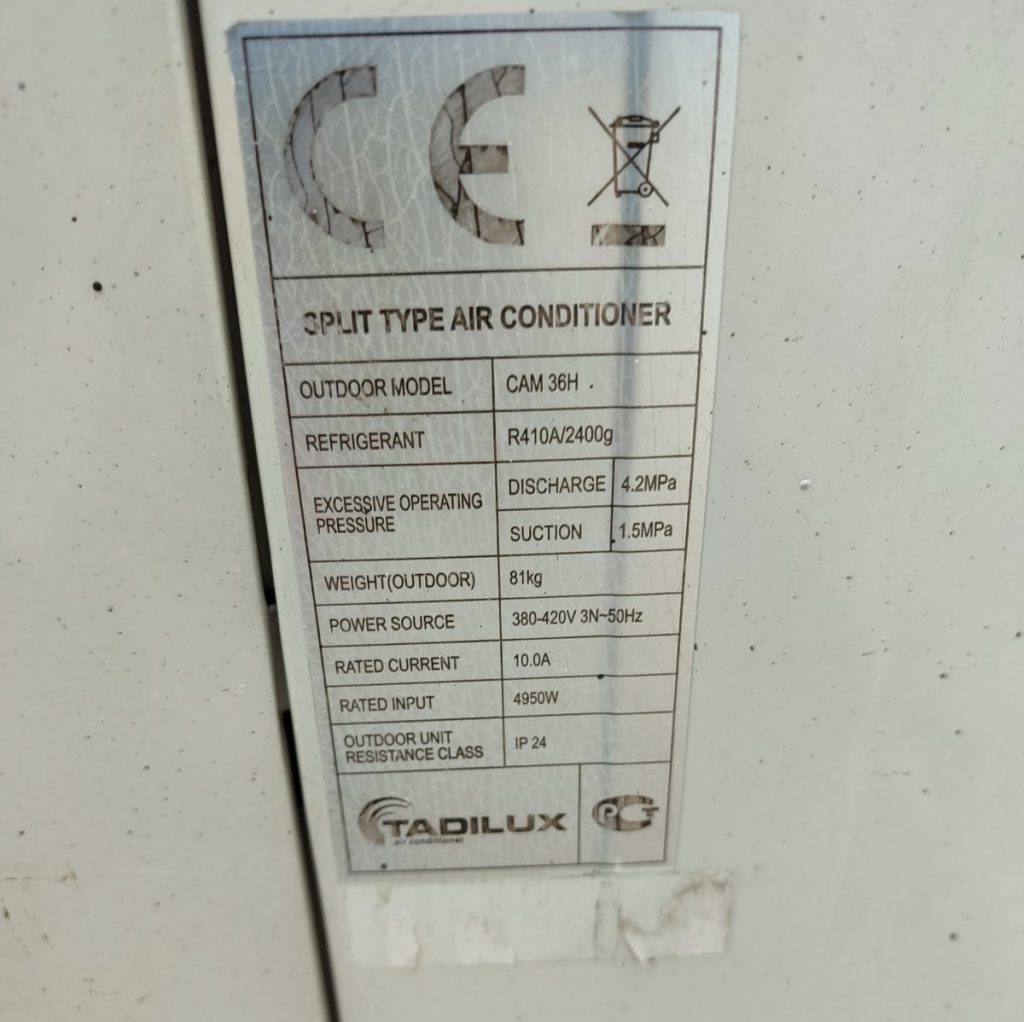 CE
SPLIT TYPE AIR CONDITIONER
OUTDOOR MODEL CAM 36H
REFRIGERANT R410A/2400g
EXCESSIVE OPERATING PRESSURE DISCHARGE 4.2MPa
SUCTION 1.5MPa
WEIGHT(OUTDOOR) 81kg
POWER SOURCE 380-420V 3N~50Hz
RATED CURRENT 10.0A
RATED INPUT 4950W
OUTDOOR UNIT
RESISTANCE CLASS IP 24
TADILUX PCT
air conditioner